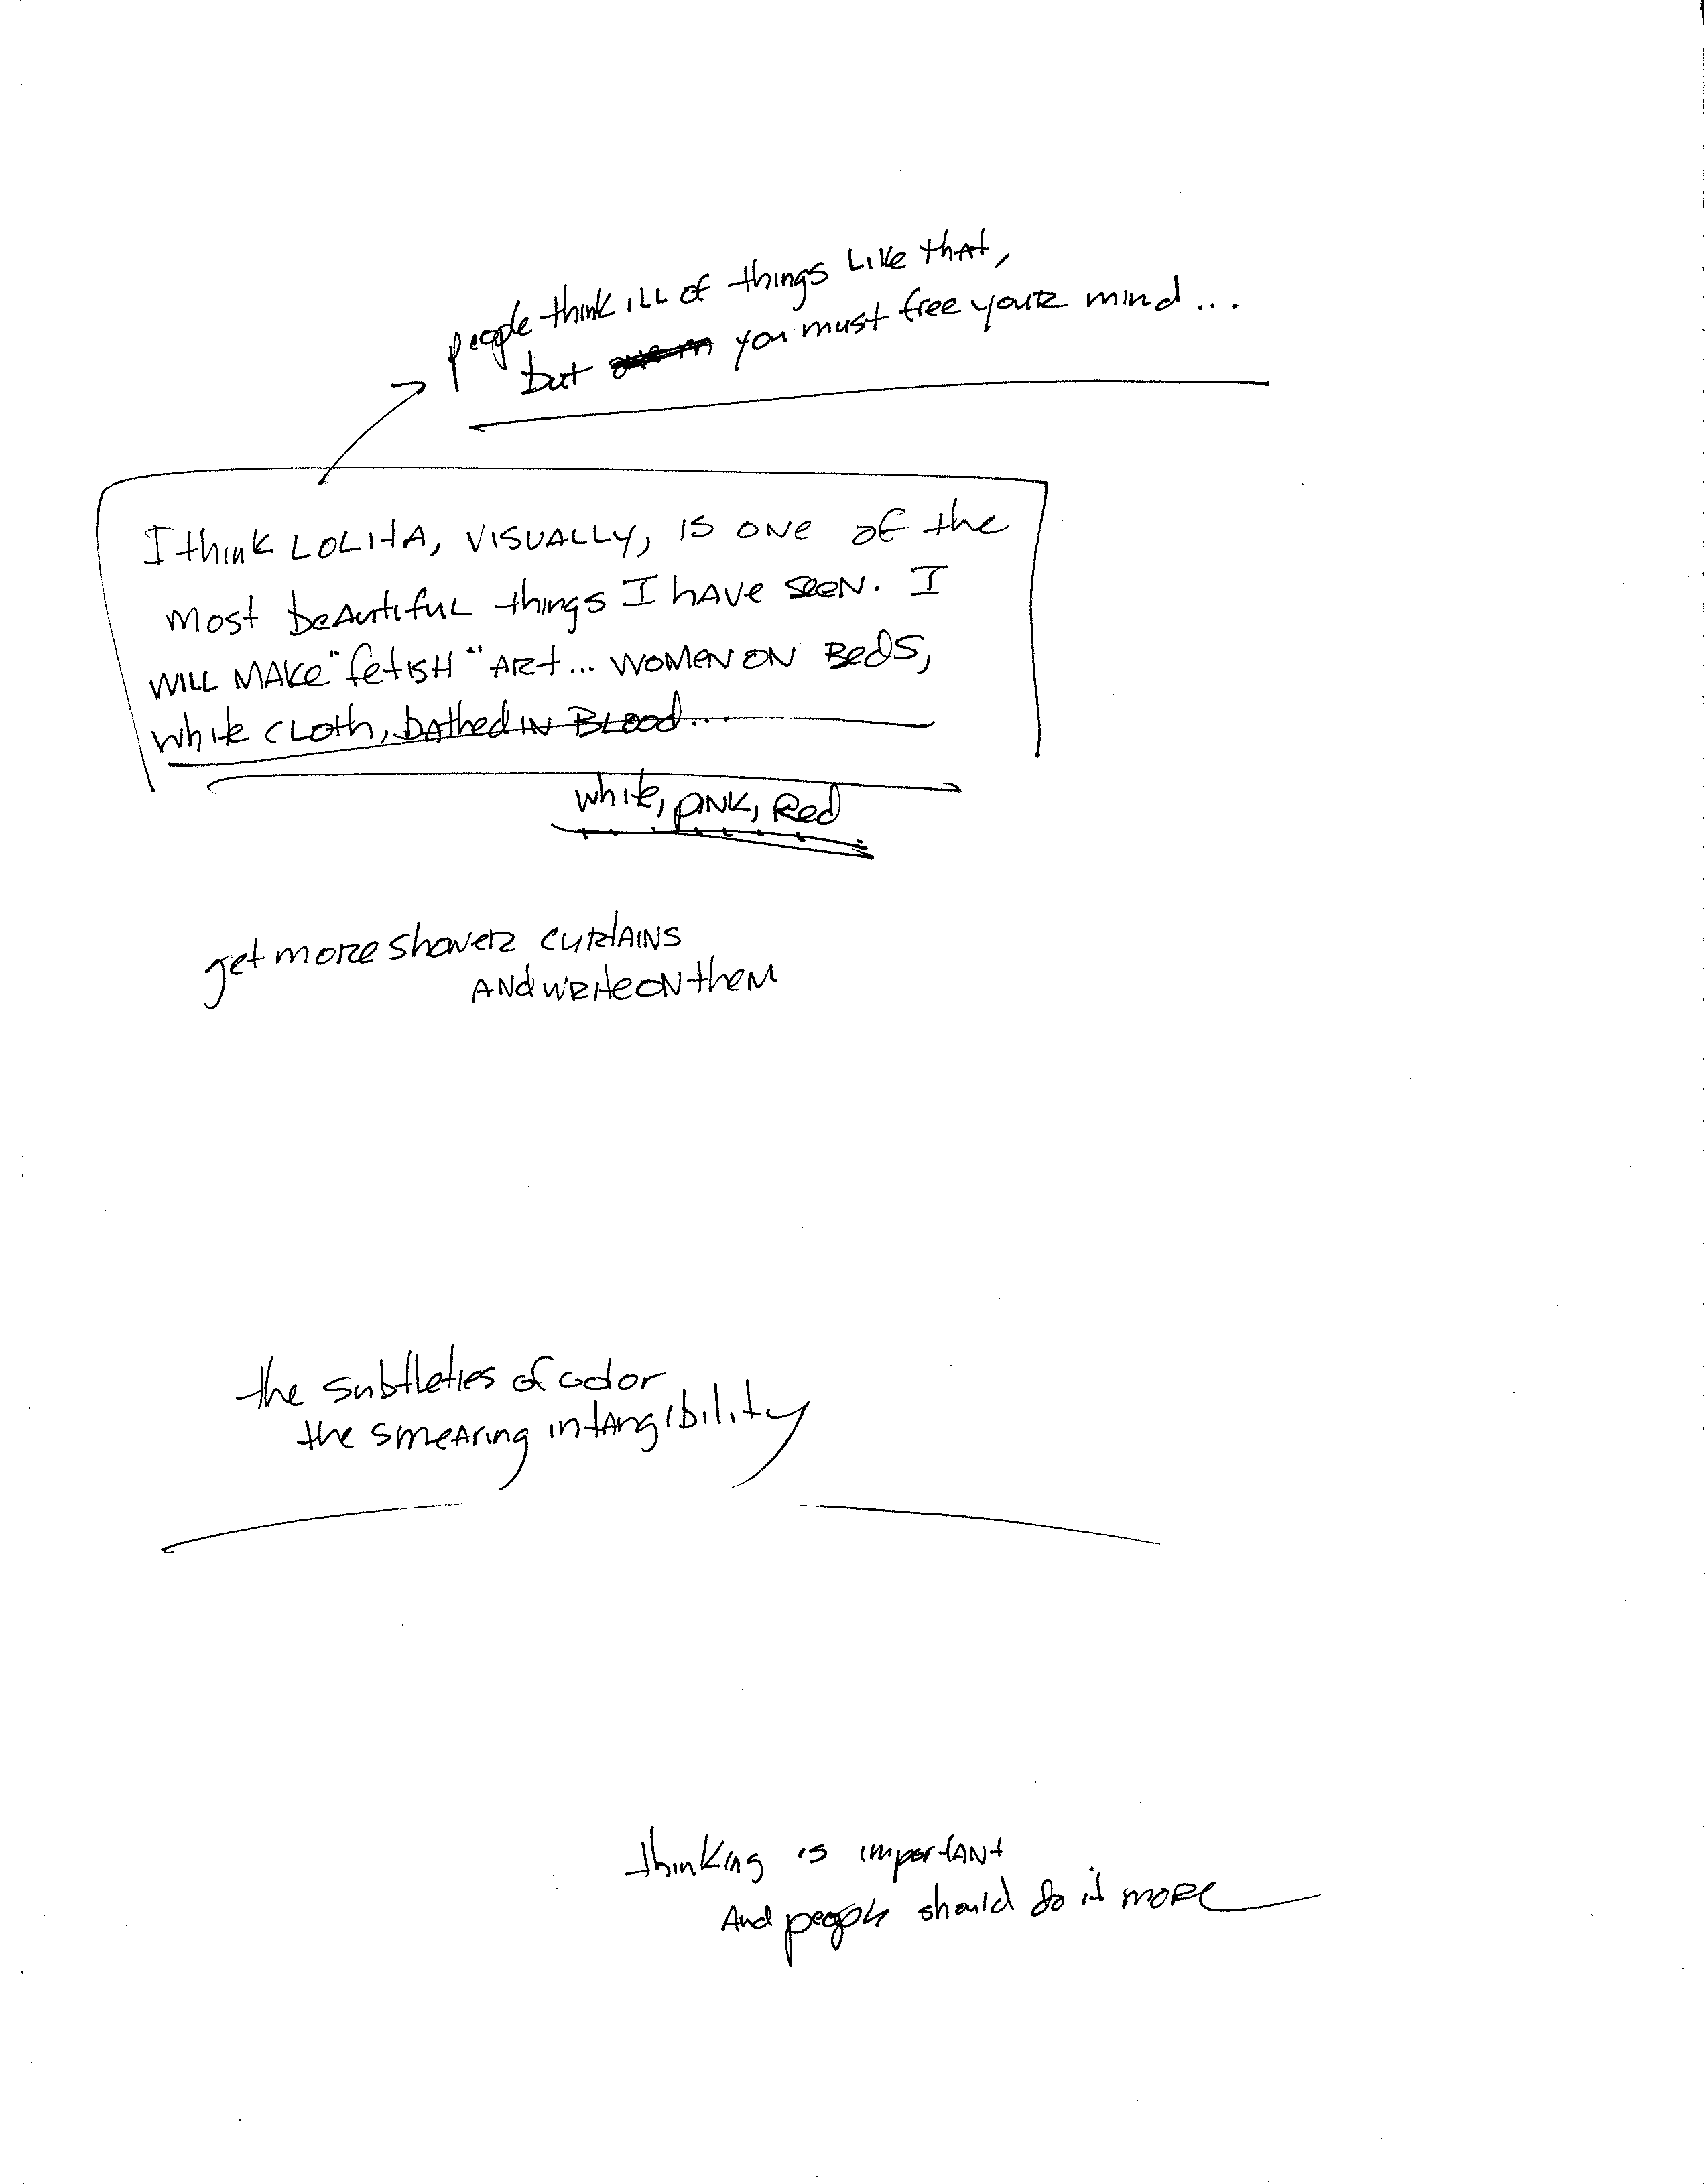 people think ill of things like that,
but you must free your mind...
I think LOLITA, VISUALLY, is one of the
most beautiful things I have seen. I
will make "fetish" art... women on beds,
white cloth, bathed in blood...
white, pink, Red
get more shower curtains
and write on them
the subtleties of color
the smearing intangibility
thinking is important
And people should do it more